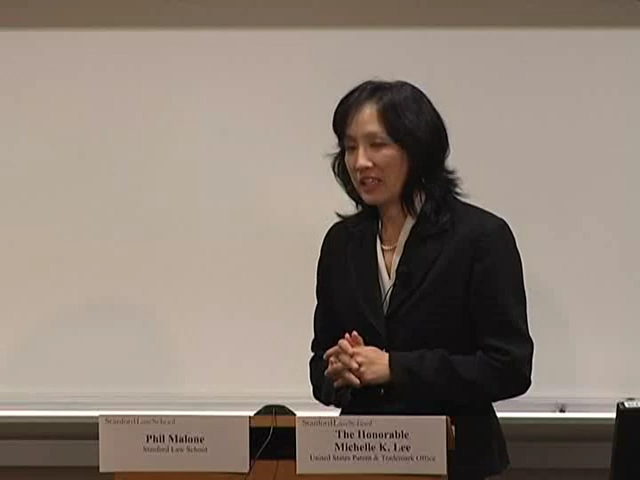 Stanford Law School
Phil Malone
Stanford Law School
Stanford Law School
The Honorable
Michelle K. Lee
United States Patent & Trademark Office